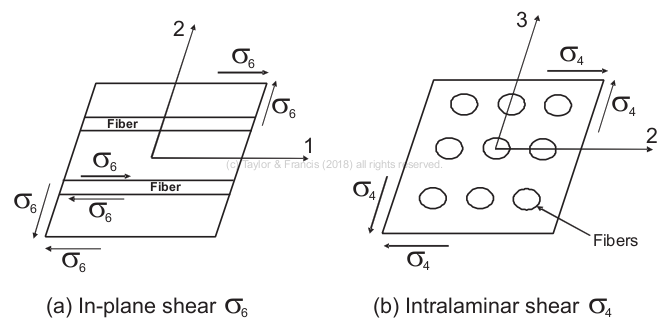 2
σ6
σ6
Fiber
1
σ6
Fiber
σ6
σ6
σ6
(a) In-plane shear σ6
3
σ4
σ4
2
σ4
σ4
Fibers
(b) Intralaminar shear σ4
(c) Taylor & Francis (2018) all rights reserved.